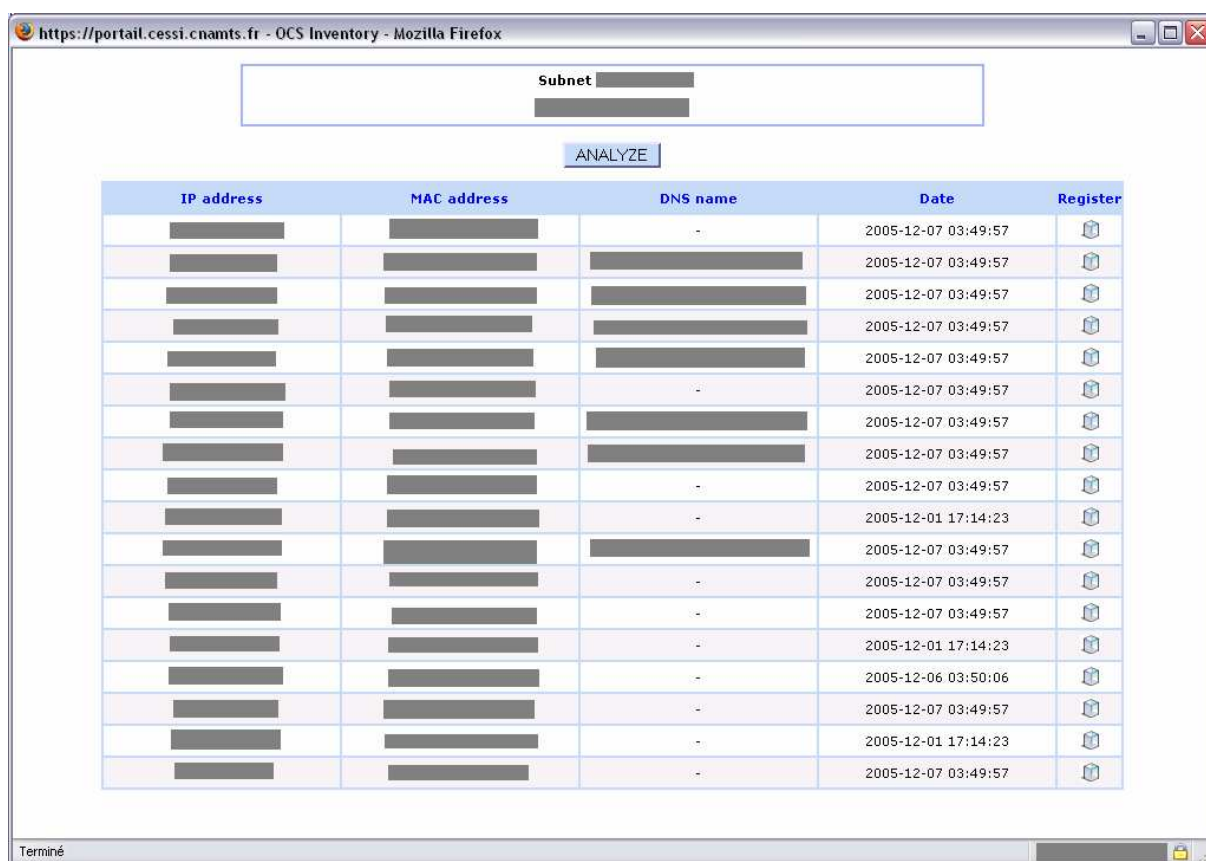 https://portail.cessi.cnamts.fr - OCS Inventory - Mozilla Firefox
Subnet
ANALYZE
IP address MAC address DNS name Date Register
- 2005-12-07 03:49:57
2005-12-07 03:49:57
2005-12-07 03:49:57
2005-12-07 03:49:57
2005-12-07 03:49:57
- 2005-12-07 03:49:57
2005-12-07 03:49:57
2005-12-07 03:49:57
- 2005-12-07 03:49:57
- 2005-12-01 17:14:23
2005-12-07 03:49:57
- 2005-12-07 03:49:57
- 2005-12-07 03:49:57
- 2005-12-01 17:14:23
- 2005-12-06 03:50:06
- 2005-12-07 03:49:57
- 2005-12-01 17:14:23
- 2005-12-07 03:49:57
Terminé